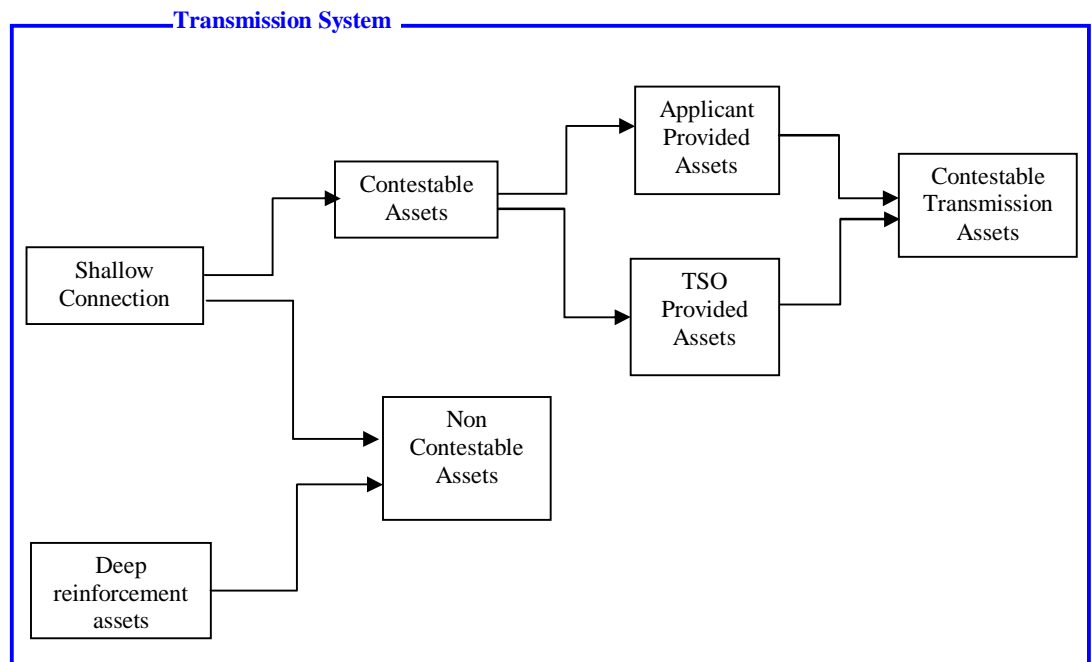 Transmission System
Applicant
Provided
Assets
Contestable
Assets
Contestable
Transmission
Assets
Shallow
Connection
TSO
Provided
Assets
Non
Contestable
Assets
Deep
reinforcement
assets